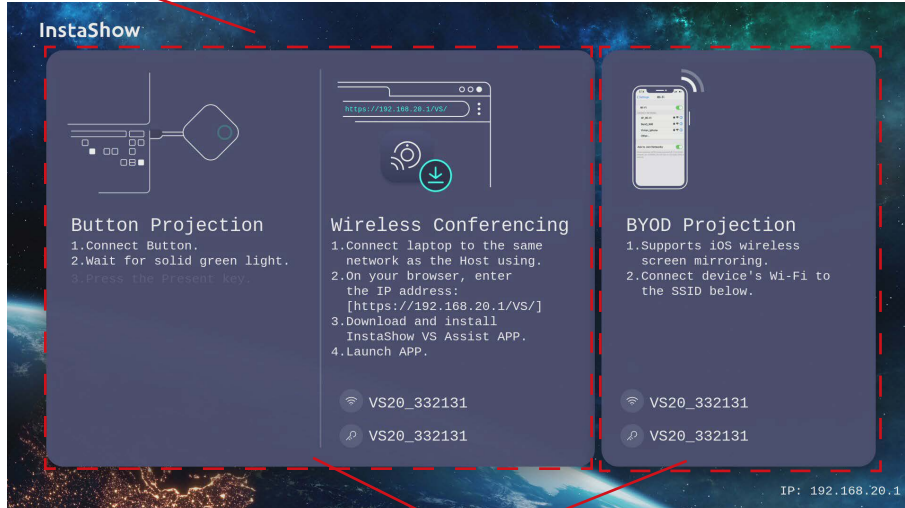 InstaShow
https://192.168.20.1/VS/
Button Projection
1.Connect Button.
2.Wait for solid green light.
3.Press the Present key.
Wireless Conferencing
1.Connect laptop to the same
network as the Host using.
2.On your browser, enter
the IP address:
[https://192.168.20.1/VS/]
3.Download and install
InstaShow VS Assist APP.
4.Launch APP.
VS20_332131
VS20_332131
BYOD Projection
1.Supports iOS wireless
screen mirroring.
2.Connect device's Wi-Fi to
the SSID below.
VS20_332131
VS20_332131
IP: 192.168.20.1